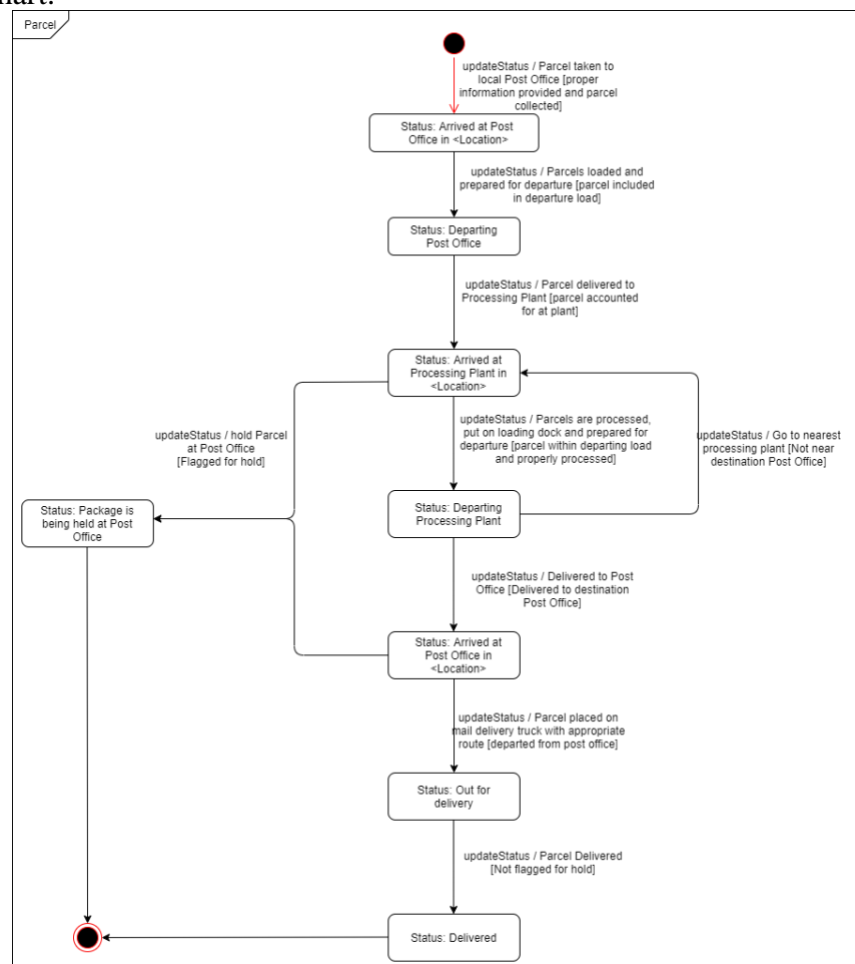 Parcel
updateStatus / Parcel taken to
local Post Office [proper
information provided and parcel
collected]
Status: Arrived at Post
Office in <Location>
updateStatus / Parcels loaded and
prepared for departure [parcel included
in departure load]
Status: Departing
Post Office
updateStatus / Parcel delivered to
Processing Plant [parcel accounted
for at plant]
Status: Arrived at
Processing Plant in
<Location>
updateStatus / hold Parcel
at Post Office
[Flagged for hold]
updateStatus / Parcels are processed,
put on loading dock and prepared for
departure [parcel within departing load
and properly processed]
updateStatus / Go to nearest
processing plant [Not near
destination Post Office]
Status: Package is
being held at Post
Office
Status: Departing
Processing Plant
updateStatus / Delivered to Post
Office [Delivered to destination
Post Office]
Status: Arrived at
Post Office in
<Location>
updateStatus / Parcel placed on
mail delivery truck with appropriate
route [departed from post office]
Status: Out for
delivery
updateStatus / Parcel Delivered
[Not flagged for hold]
Status: Delivered